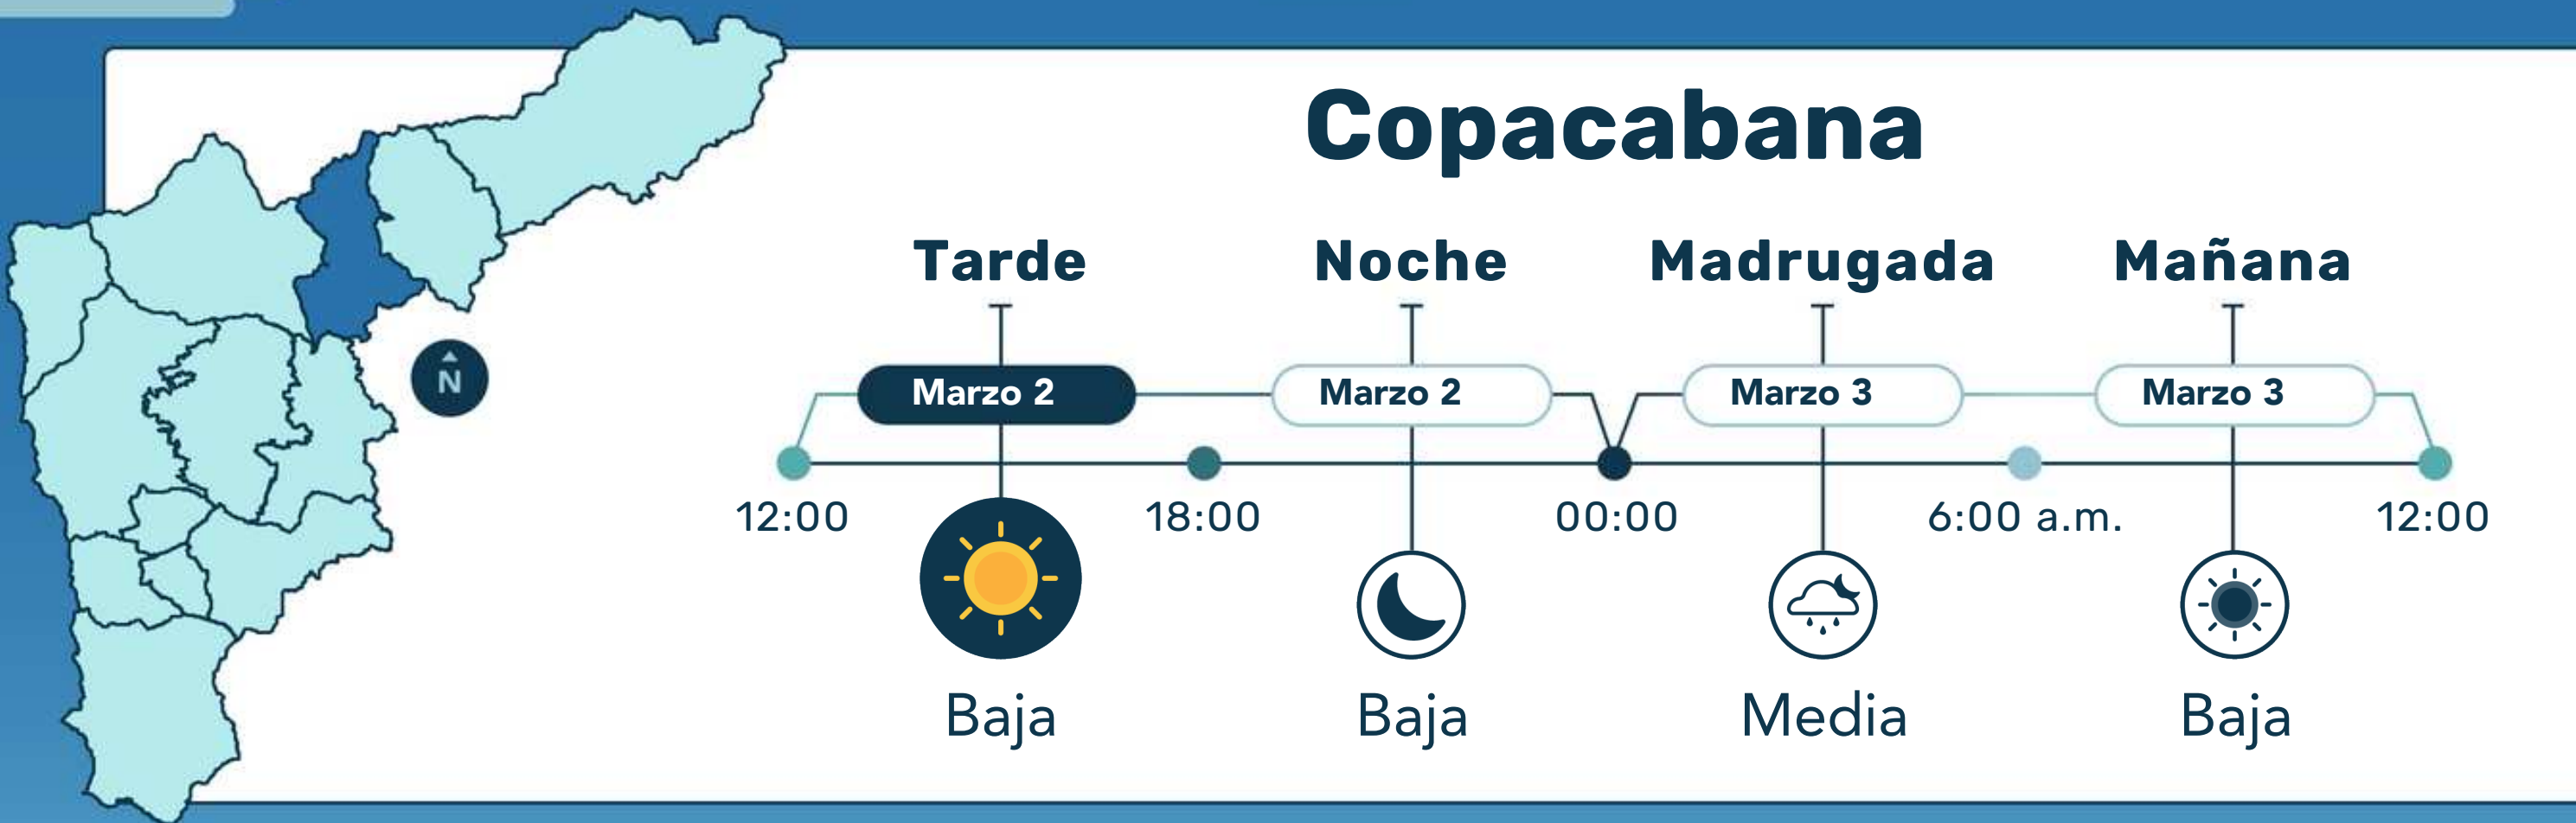 Copacabana
Tarde Noche Madrugada Mañana
Marzo 2 Marzo 2 Marzo 3 Marzo 3
N
12:00 18:00 00:00 6:00 a.m. 12:00
Baja Baja Media Baja